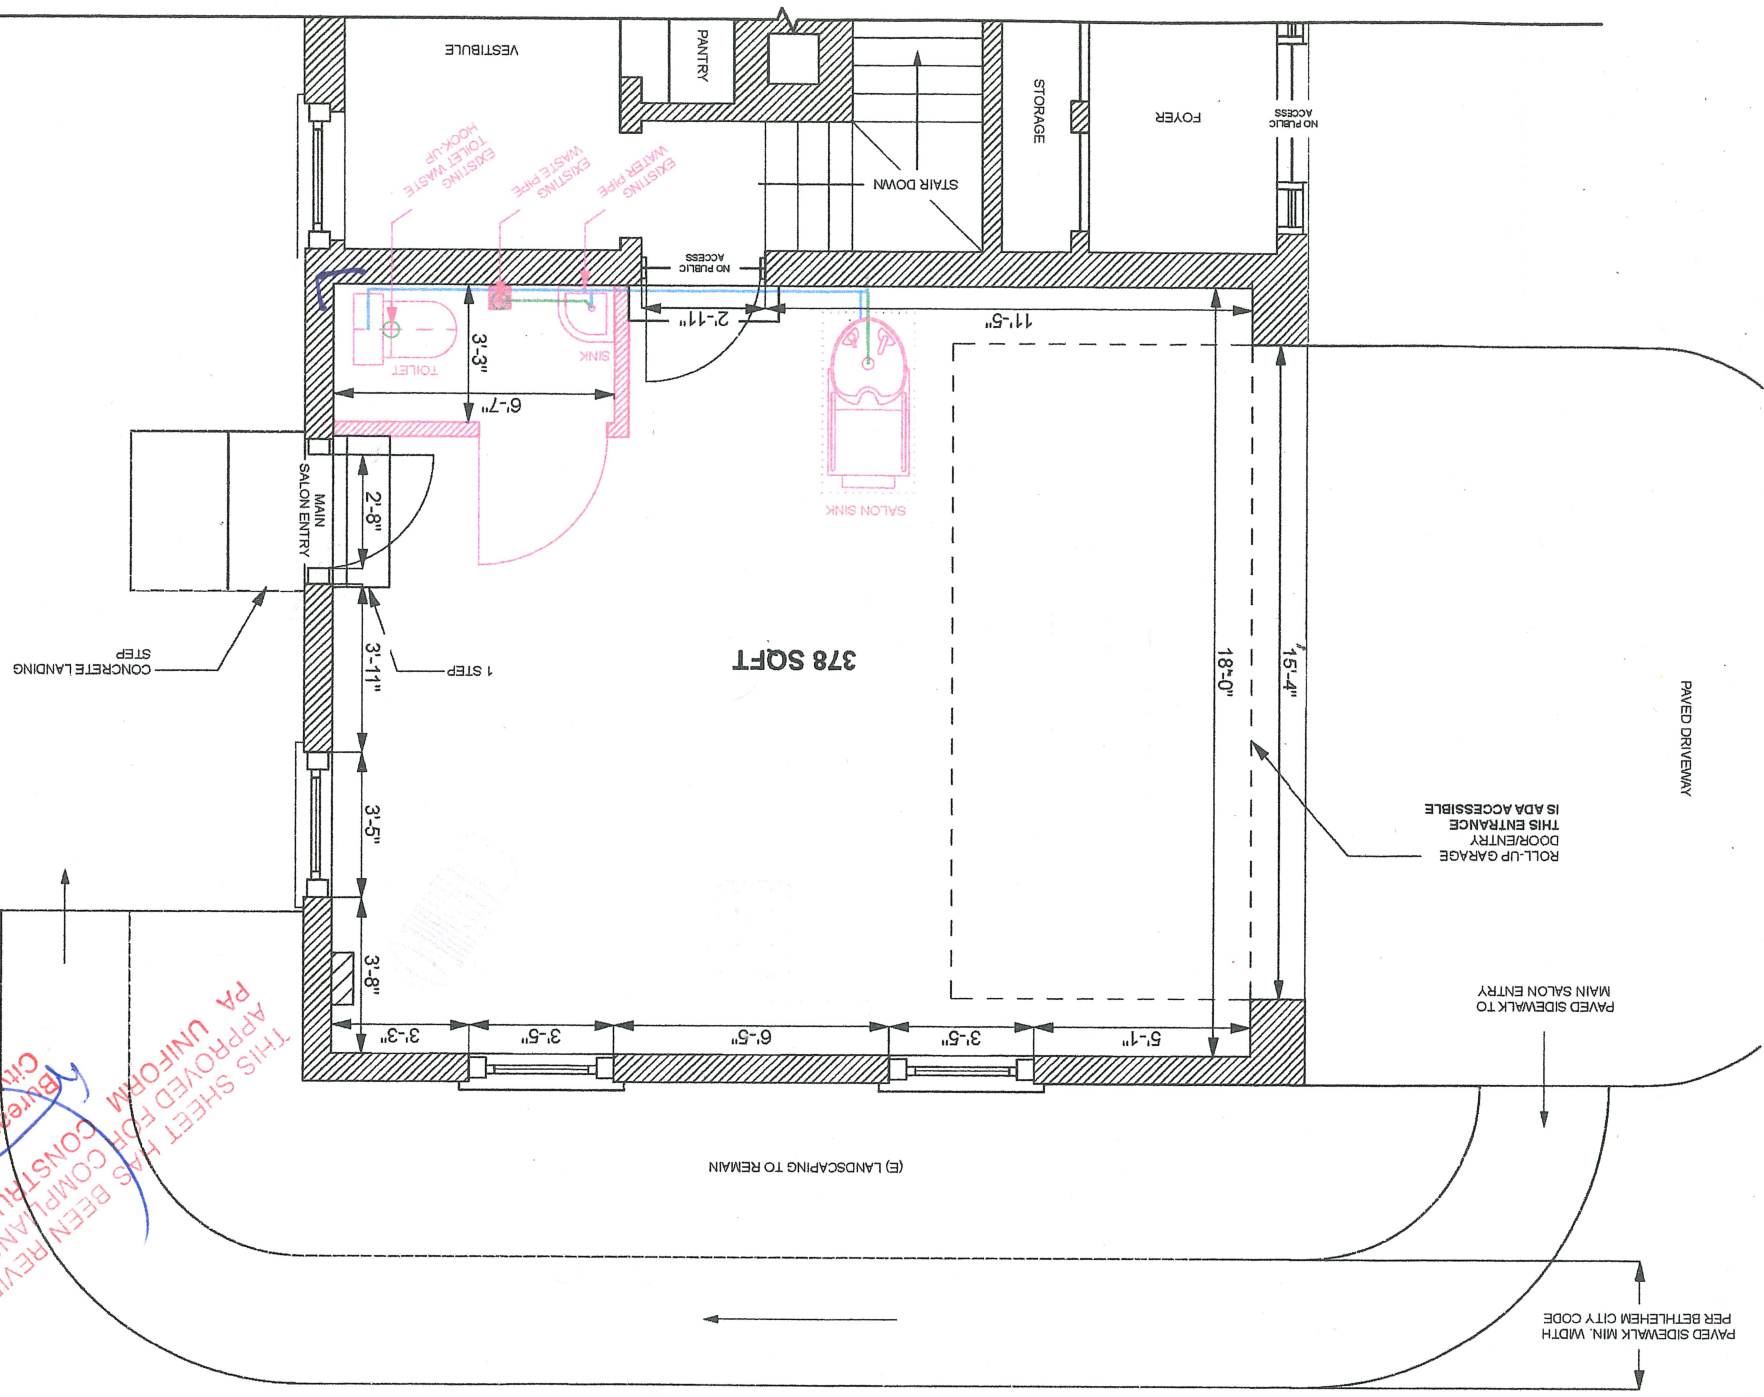 PAVED SIDEWALK MIN. WIDTH
PER BETHLEHEM CITY CODE
(E) LANDSCAPING TO REMAIN
PAVED SIDEWALK TO
MAIN SALON ENTRY
5'-1"
3'-5"
6'-5"
3'-5"
3'-3"
3'-8"
ROLL-UP GARAGE
DOOR/ENTRY
THIS ENTRANCE
IS ADA ACCESSIBLE
PAVED DRIVEWAY
15'-4"
18'-0"
378 SQFT
3'-5"
3'-11"
1 STEP
CONCRETE LANDING
STEP
SALON SINK
2'-8"
MAIN
SALON ENTRY
6'-7"
3'-3"
TOILET
SINK
11'-5"
2'-11"
NO PUBLIC
ACCESS
STAIR DOWN
EXISTING
WATER PIPE
EXISTING
WASTE PIPE
EXISTING
TOILET WASTE
HOOK-UP
NO PUBLIC
ACCESS
FOYER
STORAGE
PANTRY
VESTIBULE
THIS SHEET HAS BEEN
APPROVED FOR
PA UNIFORM
City